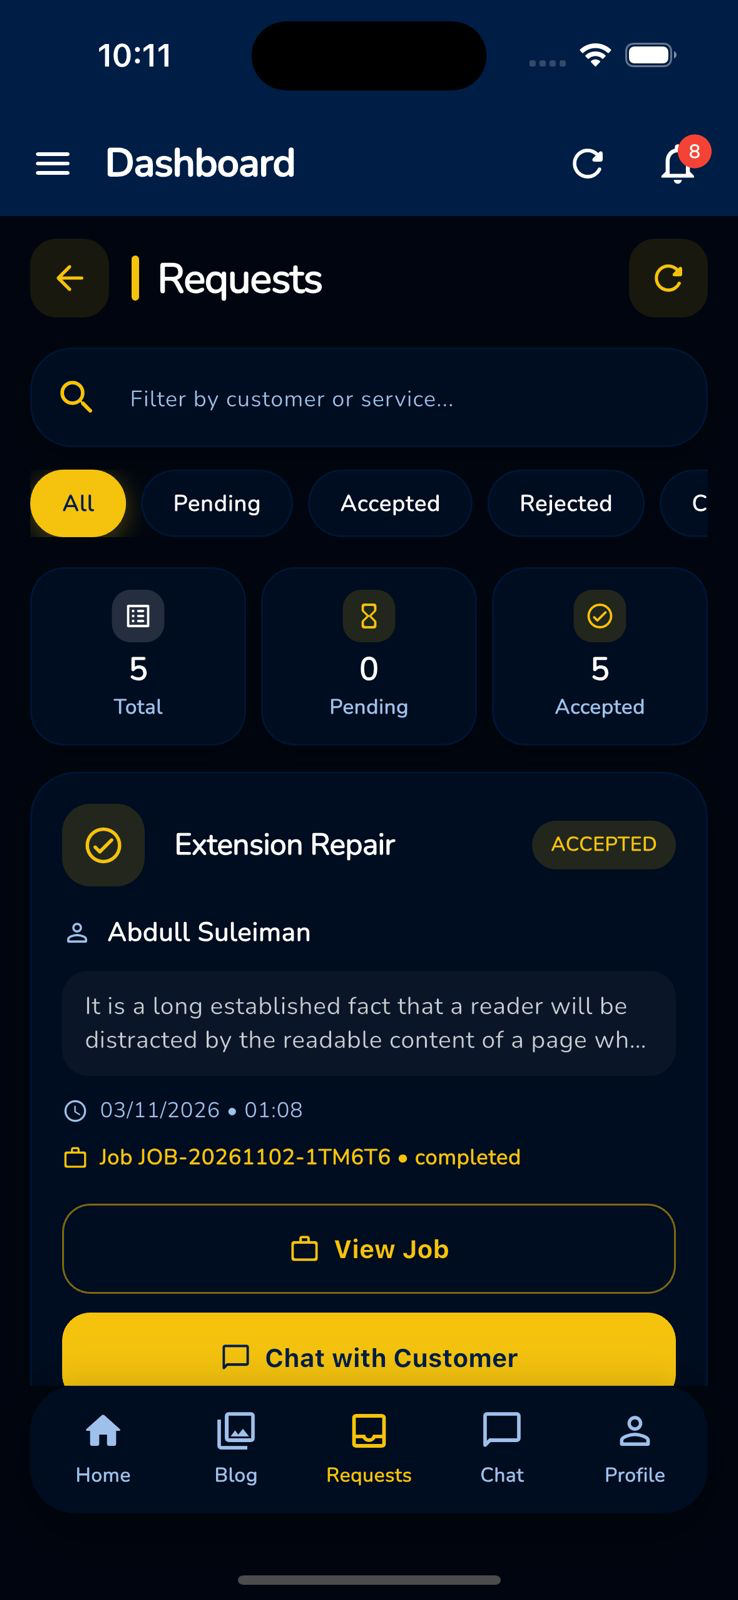 10:11
Dashboard
8
Requests
Filter by customer or service...
All
Pending
Accepted
Rejected
C
5
Total
0
Pending
5
Accepted
Extension Repair
ACCEPTED
Abdull Suleiman
It is a long established fact that a reader will be
distracted by the readable content of a page wh...
03/11/2026 • 01:08
Job JOB-20261102-1TM6T6 • completed
View Job
Chat with Customer
Home
Blog
Requests
Chat
Profile